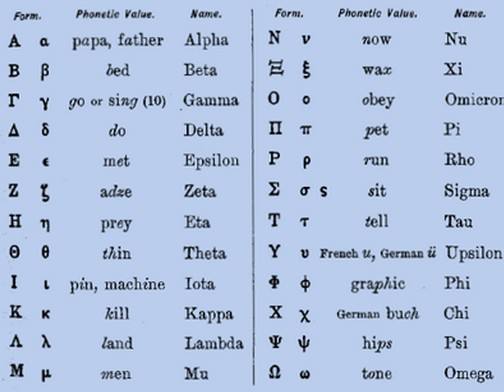 Form. Phonetic Value. Name.
Α α papa, father Alpha
Β β bed Beta
Γ γ go or sing (10) Gamma
Δ δ do Delta
Ε ϵ met Epsilon
Ζ ζ adze Zeta
Η η prey Eta
Θ θ thin Theta
Ι ι pin, machine Iota
Κ κ kill Kappa
Λ λ land Lambda
Μ μ men Mu
Form. Phonetic Value. Name.
Ν ν now Nu
Ξ ξ wax Xi
Ο ο obey Omicron
Π π pet Pi
Ρ ρ run Rho
Σ σ ς sit Sigma
Τ τ tell Tau
Υ υ French u, German ü Upsilon
Φ ϕ graphic Phi
Χ χ German buch Chi
Ψ ψ hips Psi
Ω ω tone Omega